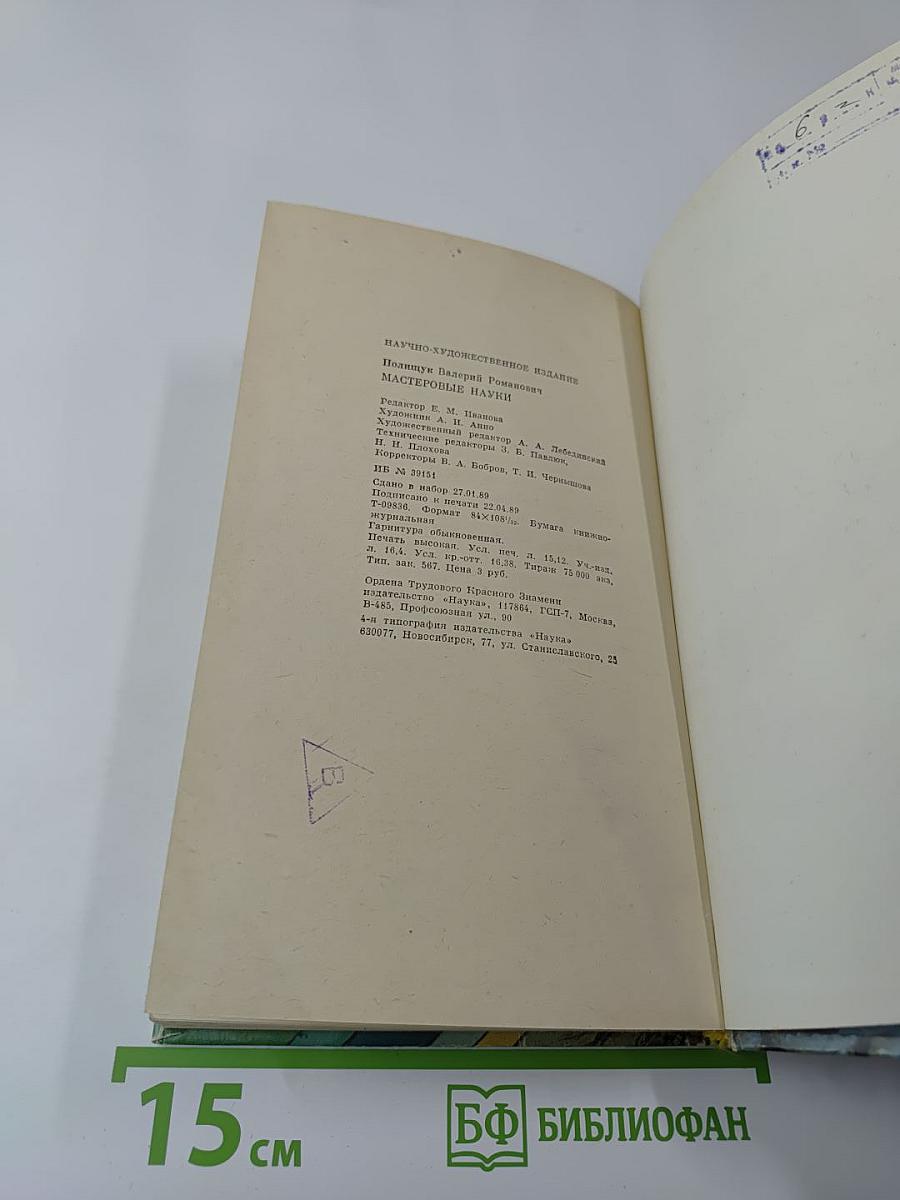 НАУЧНО-ХУДОЖЕСТВЕННОЕ ИЗДАНИЕ
Полищук Валерий Романович
МАСТЕРОВЫЕ НАУКИ
Редактор Е. М. Иванова
Художник А. И. Анно
Художественный редактор А. А. Лебединский
Технические редакторы З. Б. Павлюк,
Н. Н. Плохова
Корректоры В. А. Бобров, Т. И. Чернышова
ИБ № 39151
Сдано в набор 27.01.89
Подписано к печати 22.04.89
Т-09836. Формат 84×108¹/₃₂. Бумага книжно-
журнальная
Гарнитура обыкновенная.
Печать высокая. Усл. печ. л. 15,12. Уч.-изд.
л. 16,4. Усл. кр.-отт. 16,38. Тираж 75 000 экз.
Тип. зак. 567. Цена 3 руб.
Ордена Трудового Красного Знамени
издательство «Наука», 117864, ГСП-7, Москва,
В-485, Профсоюзная ул., 90
4-я типография издательства «Наука»
630077, Новосибирск, 77, ул. Станиславского, 25
6
15 см
БФ БИБЛИОФАН